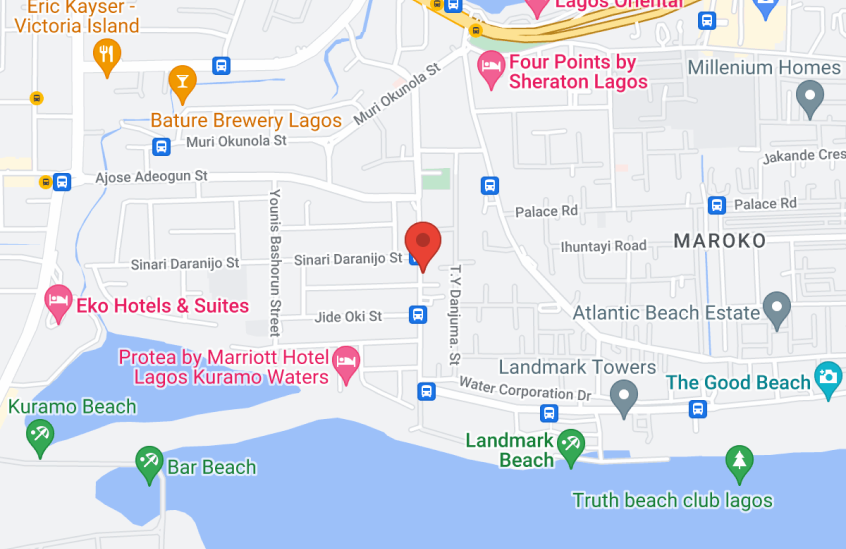 Eric Kayser -
Victoria Island
Lagos Oriental
Four Points by
Sheraton Lagos
Millenium Homes
Bature Brewery Lagos
Muri Okunola St
Muri Okunola St
Jakande Cres
Ajose Adeogun St
Palace Rd
Palace Rd
Younis Bashorun Street
Ihuntayi Road
MAROKO
Sinari Daranijo St
Sinari Daranijo St
T.Y Danjuma. St
Eko Hotels & Suites
Jide Oki St
Atlantic Beach Estate
Protea by Marriott Hotel
Lagos Kuramo Waters
Landmark Towers
The Good Beach
Water Corporation Dr
Kuramo Beach
Landmark
Beach
Bar Beach
Truth beach club lagos